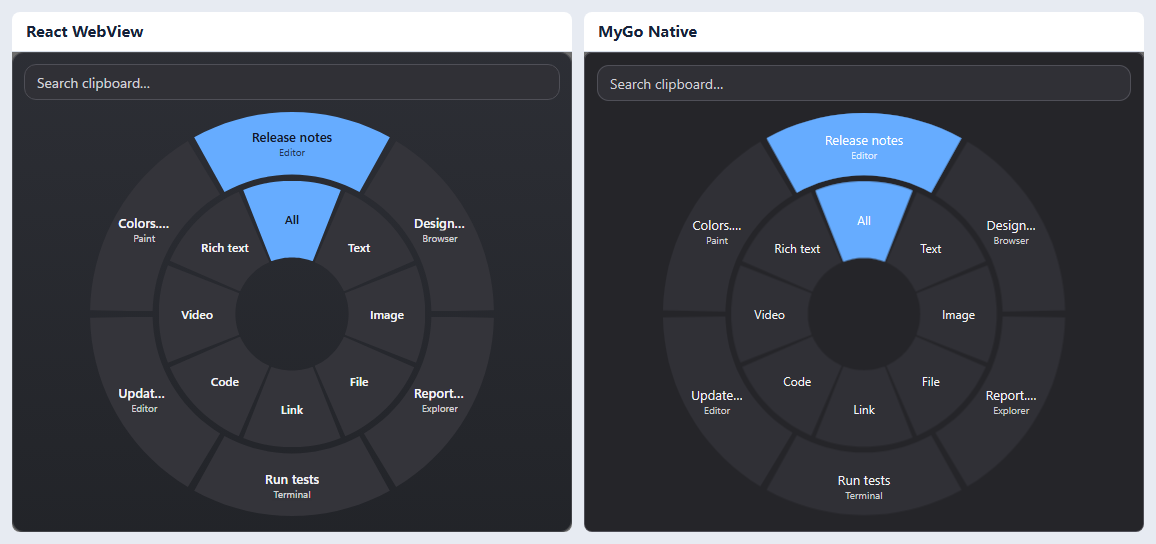 React WebView
Search clipboard...
Release notes
Editor
Colors....
Paint
Design...
Browser
All
Rich text
Text
Video
Image
Code
File
Link
Updat...
Editor
Report...
Explorer
Run tests
Terminal
MyGo Native
Search clipboard...
Release notes
Editor
Colors....
Paint
Design...
Browser
All
Rich text
Text
Video
Image
Code
File
Link
Update...
Editor
Report....
Explorer
Run tests
Terminal